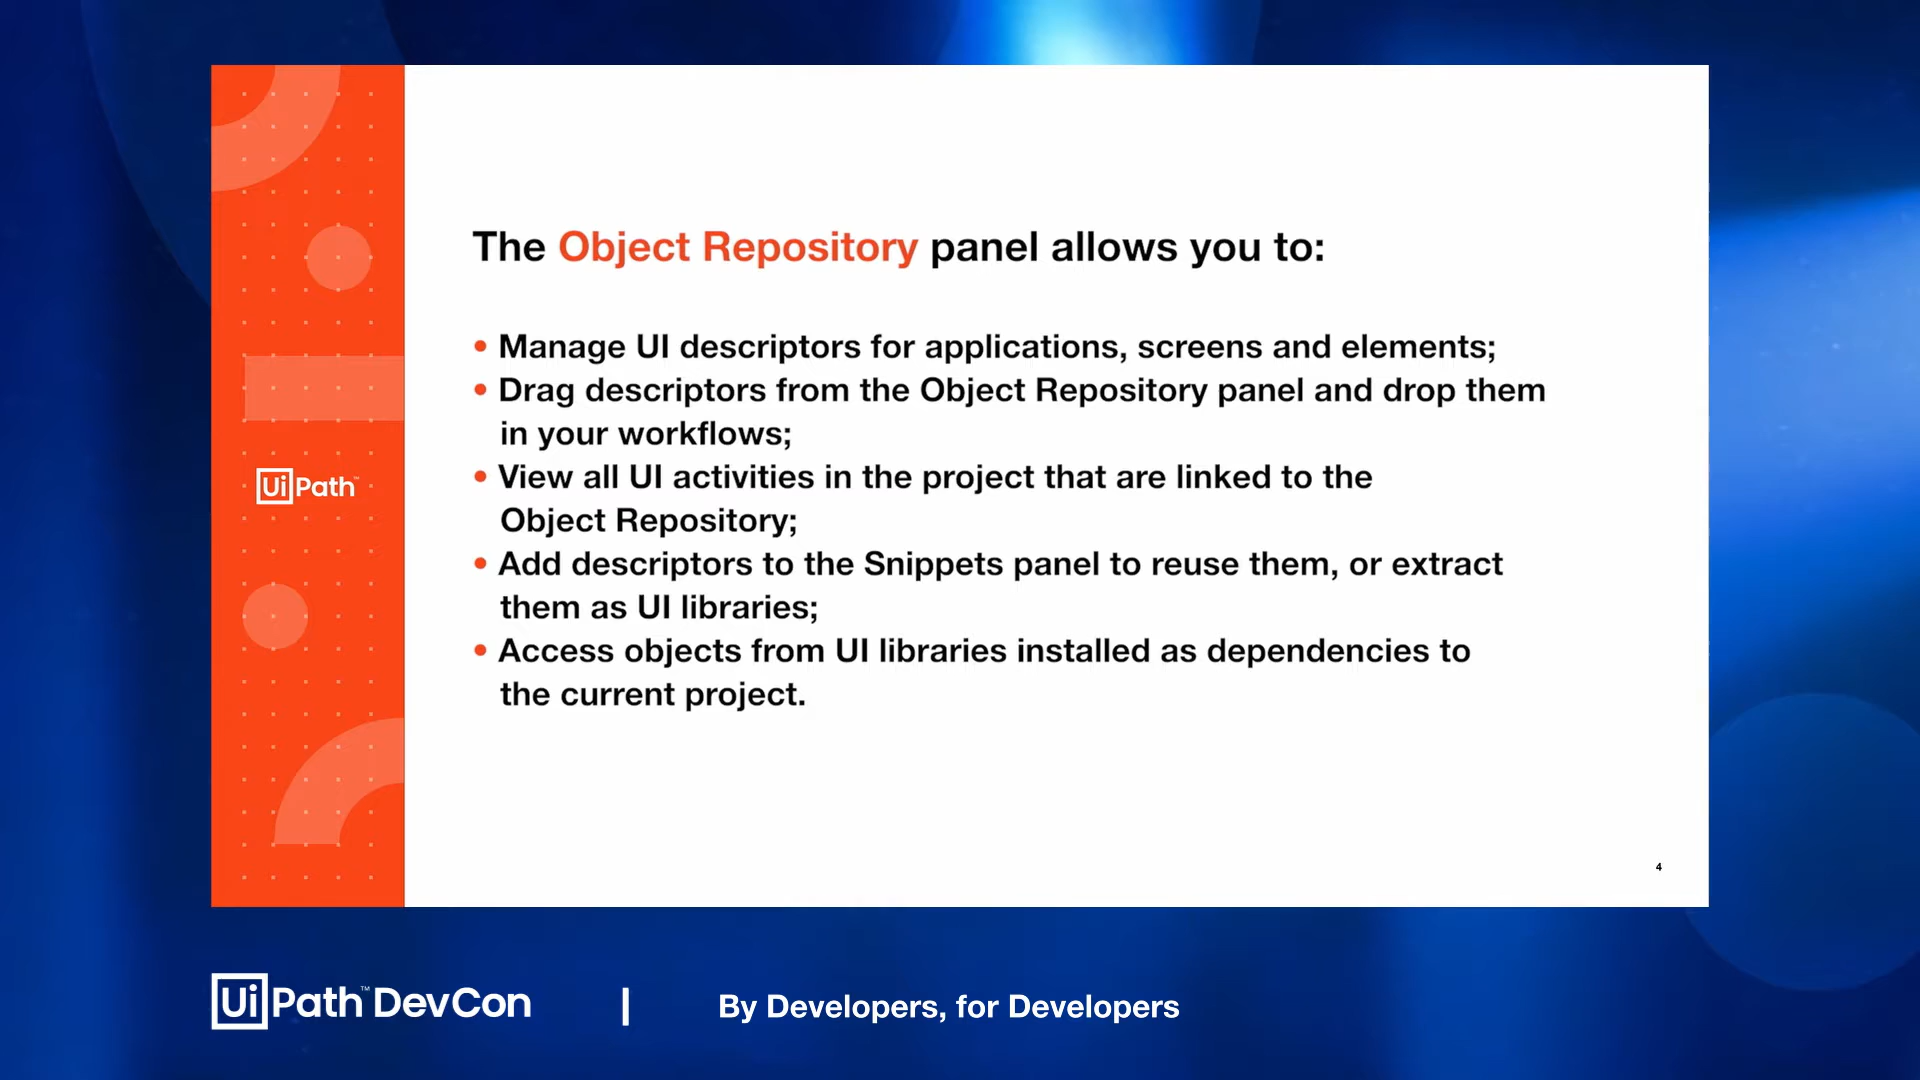 The Object Repository panel allows you to:
• Manage UI descriptors for applications, screens and elements;
• Drag descriptors from the Object Repository panel and drop them
in your workflows;
• View all UI activities in the project that are linked to the
Object Repository;
• Add descriptors to the Snippets panel to reuse them, or extract
them as UI libraries;
• Access objects from UI libraries installed as dependencies to
the current project.
UiPath™
4
UiPath™ DevCon | By Developers, for Developers